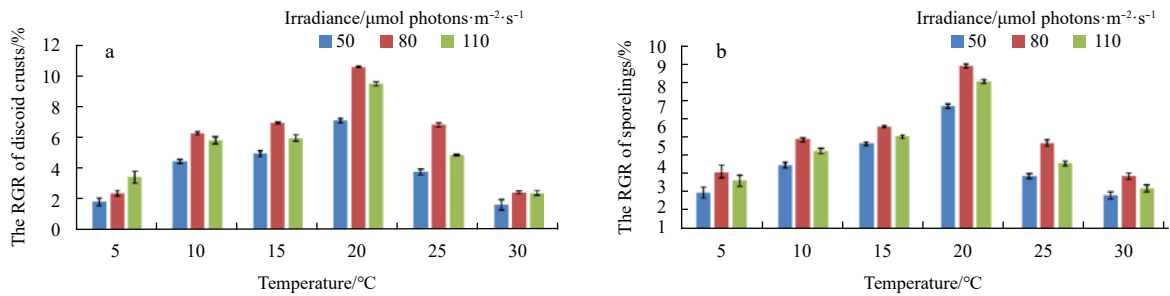 Irradiance/μmol photons·m⁻²·s⁻¹
50 80 110
a
The RGR of discoid crusts/%
12
10
8
6
4
2
0
5 10 15 20 25 30
Temperature/°C
Irradiance/μmol photons·m⁻²·s⁻¹
50 80 110
b
The RGR of sporelings/%
10
9
8
7
6
5
4
3
2
1
5 10 15 20 25 30
Temperature/°C